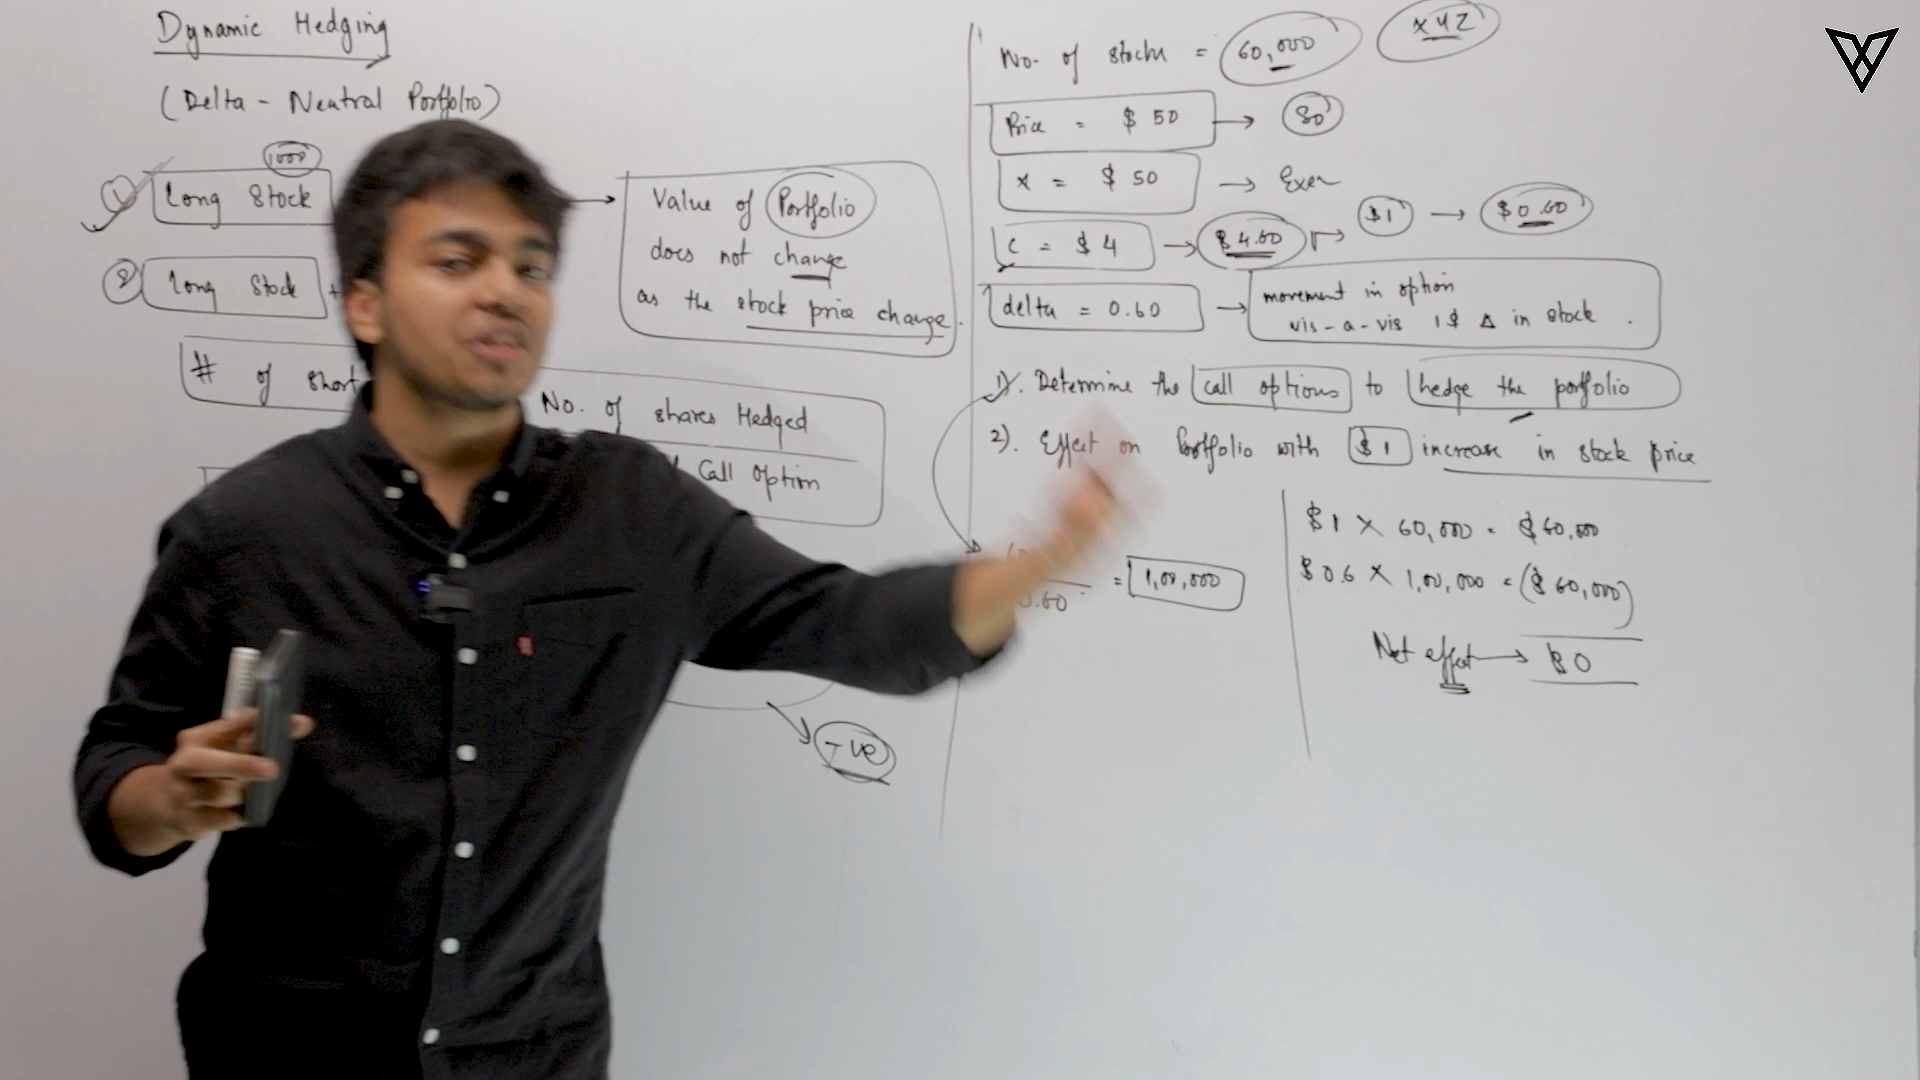 Dynamic Hedging
(Delta - Neutral Portfolio)
1000
① Long Stock
② Long Stock +
Value of Portfolio
does not change
as the stock price change.
# of short
No. of shares Hedged
Call Option
-ve
No. of stocks = 60,000 XYZ
Price = $ 50 → 80
X = $ 50 → Exer
C = $ 4 → $ 4.60 → $1 → $0.60
delta = 0.60 → movement in option
vis-a-vis 1 $ Δ in stock.
1). Determine the call options to hedge the portfolio
2). Effect on Portfolio with $ 1 increase in stock price
0.60 = 1,00,000
$1 × 60,000 = $60,000
$0.6 × 1,00,000 = ($ 60,000)
Net effect → $0